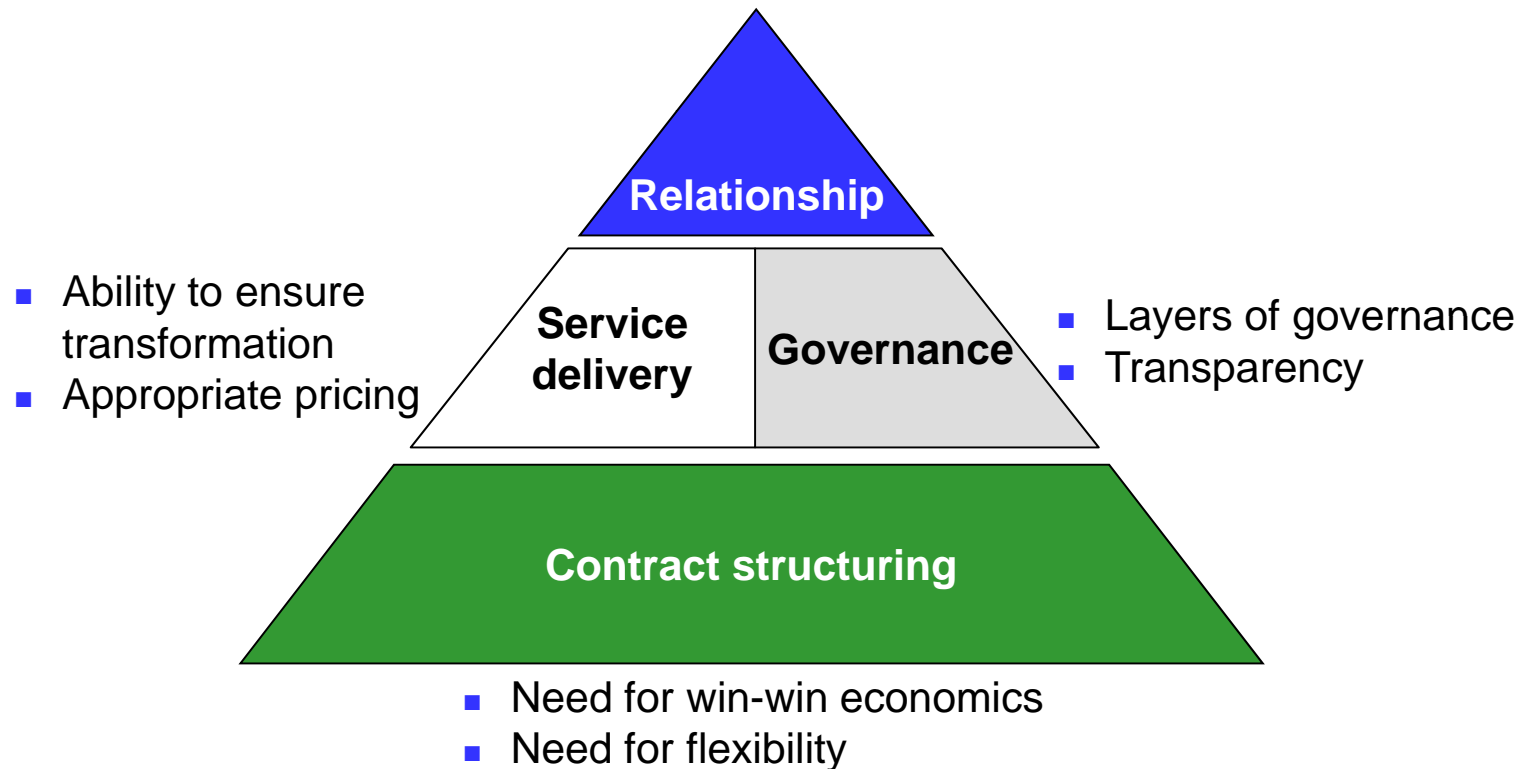 Relationship
Ability to ensure
transformation
Appropriate pricing
Service
delivery
Governance
Layers of governance
Transparency
Contract structuring
Need for win-win economics
Need for flexibility